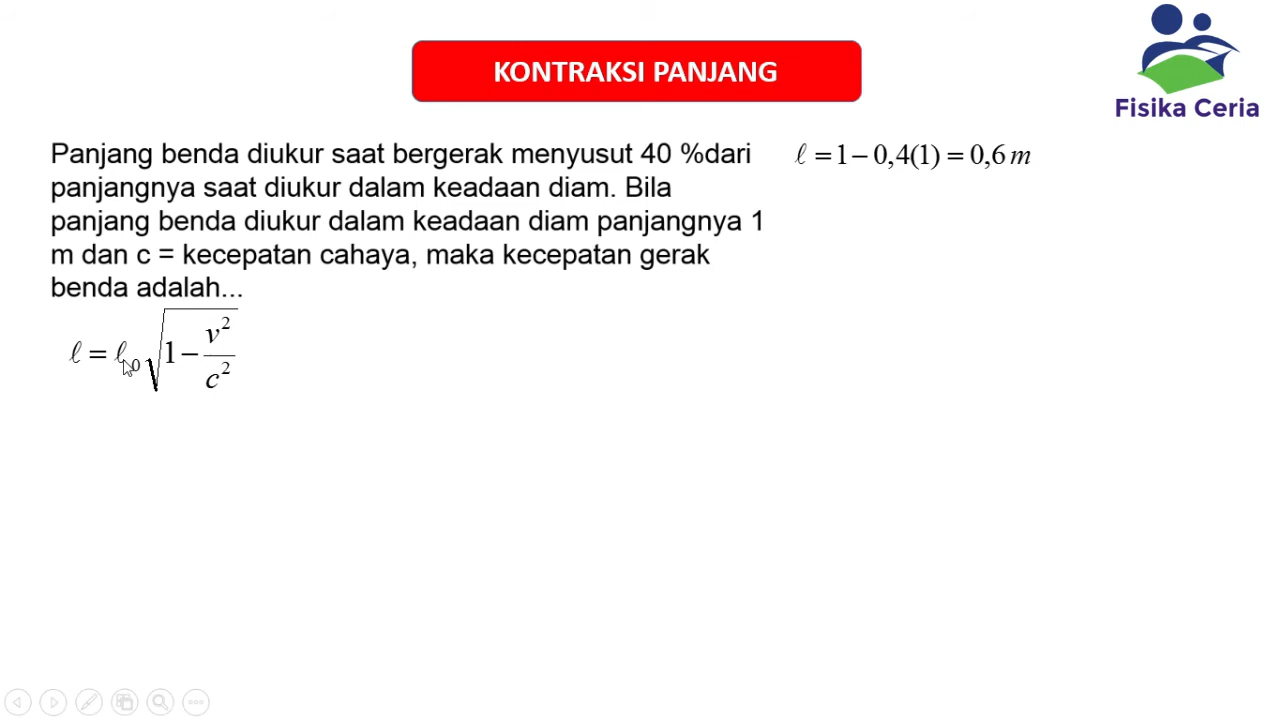 KONTRAKSI PANJANG
Fisika Ceria
Panjang benda diukur saat bergerak menyusut 40 %dari
panjangnya saat diukur dalam keadaan diam. Bila
panjang benda diukur dalam keadaan diam panjangnya 1
m dan c = kecepatan cahaya, maka kecepatan gerak
benda adalah...
ℓ = ℓ₀ √(1 − v²/c²)
ℓ = 1 − 0,4(1) = 0,6 m